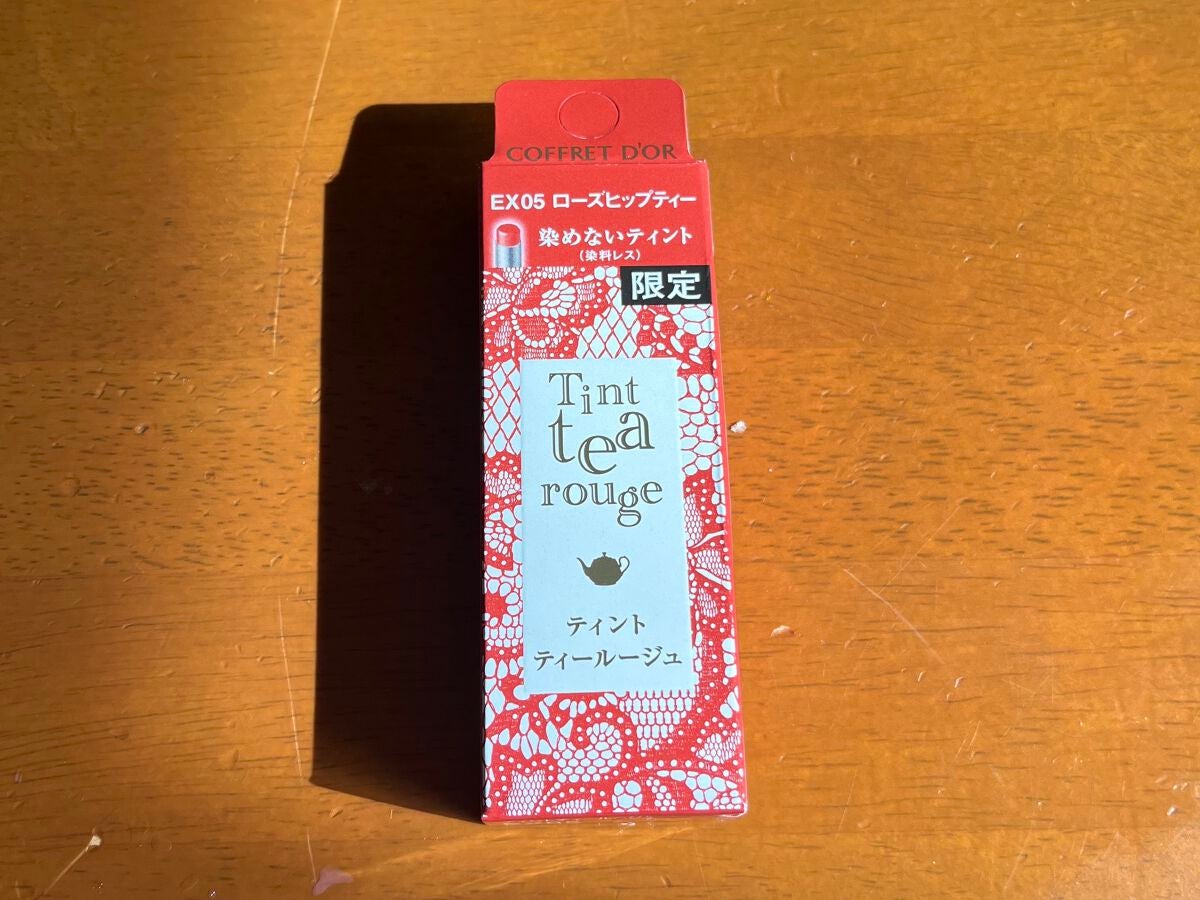 COFFRET D'OR
EX05 ローズヒップティー
染めないティント
(染料レス)
限定
Tint
tea
rouge
ティント
ティールージュ